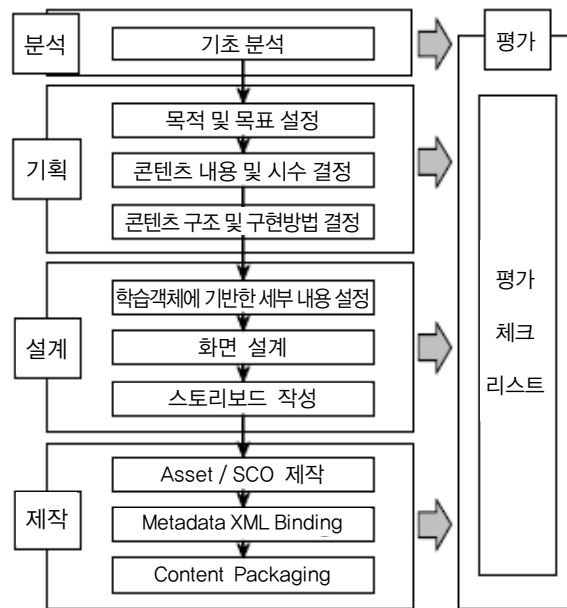 분석
기초 분석
기획
목적 및 목표 설정
콘텐츠 내용 및 시수 결정
콘텐츠 구조 및 구현방법 결정
설계
학습객체에 기반한 세부 내용 설정
화면 설계
스토리보드 작성
제작
Asset / SCO 제작
Metadata XML Binding
Content Packaging
평가
평가
체크
리스트